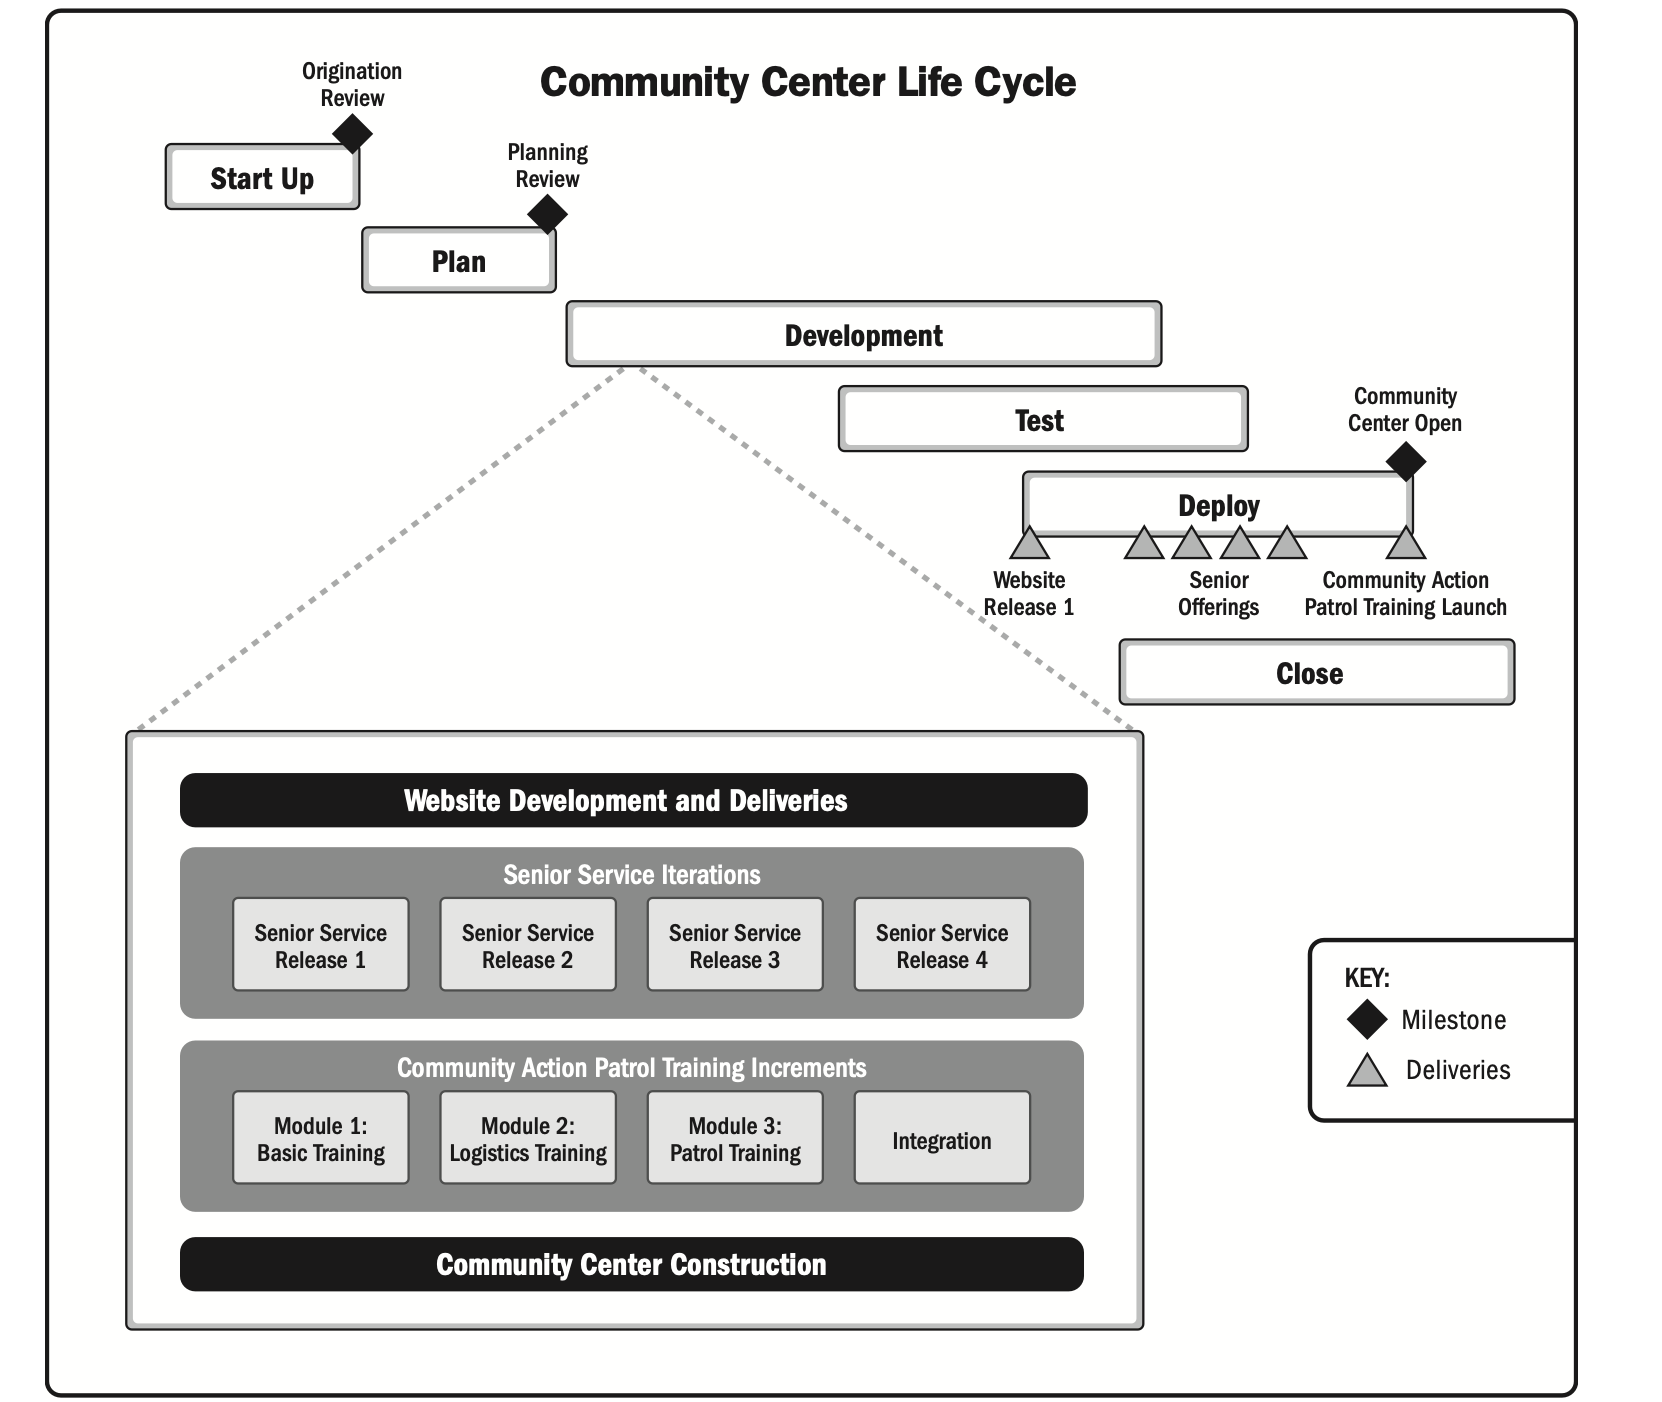 Community Center Life Cycle
Origination
Review
Start Up
Planning
Review
Plan
Development
Test
Community
Center Open
Deploy
Website
Release 1
Senior
Offerings
Community Action
Patrol Training Launch
Close
Website Development and Deliveries
Senior Service Iterations
Senior Service
Release 1
Senior Service
Release 2
Senior Service
Release 3
Senior Service
Release 4
Community Action Patrol Training Increments
Module 1:
Basic Training
Module 2:
Logistics Training
Module 3:
Patrol Training
Integration
Community Center Construction
KEY:
Milestone
Deliveries